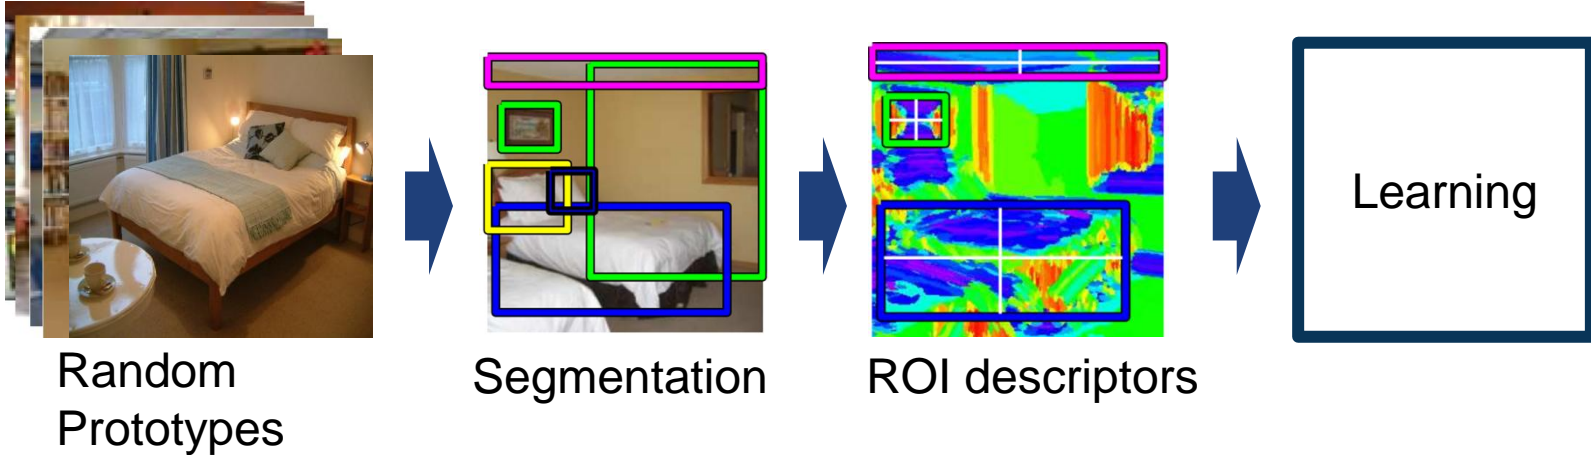 Random
Prototypes
Segmentation
ROI descriptors
Learning